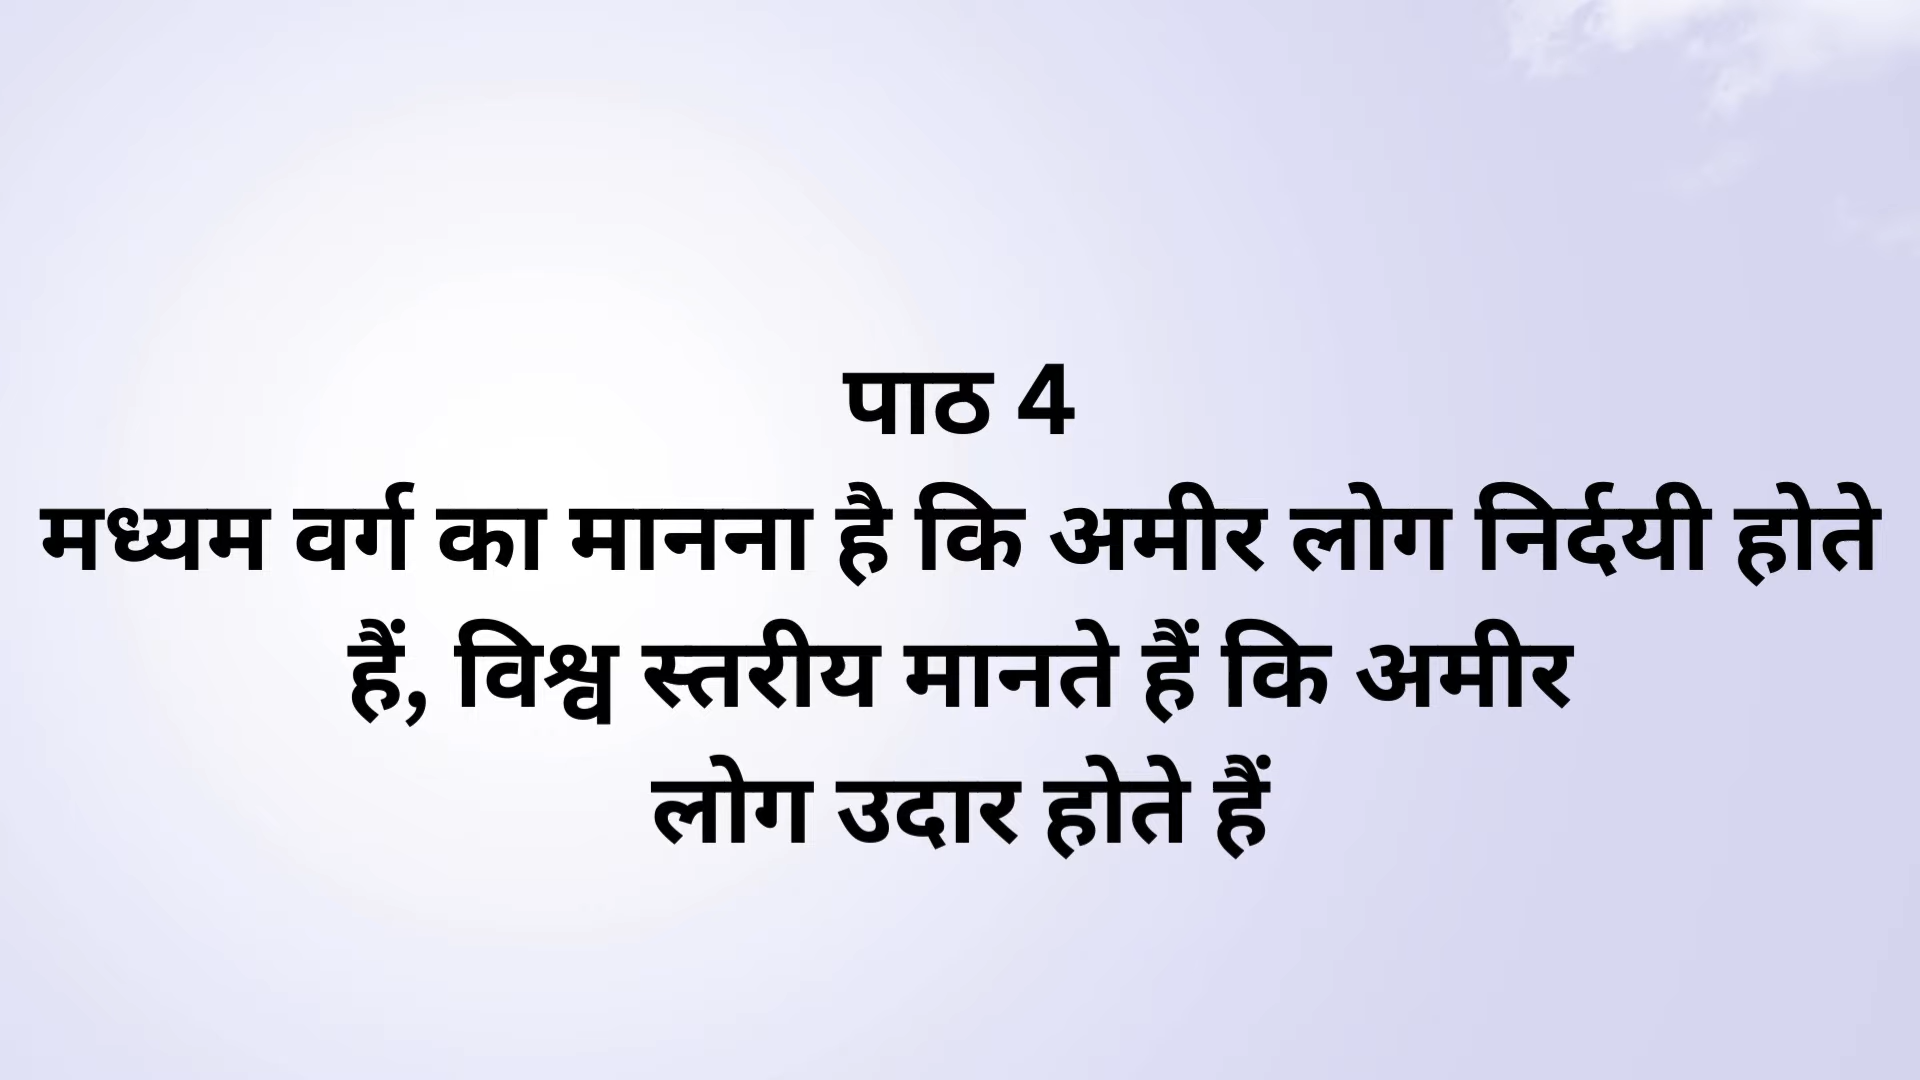 पाठ 4
मध्यम वर्ग का मानना है कि अमीर लोग निर्दयी होते
हैं, विश्व स्तरीय मानते हैं कि अमीर
लोग उदार होते हैं